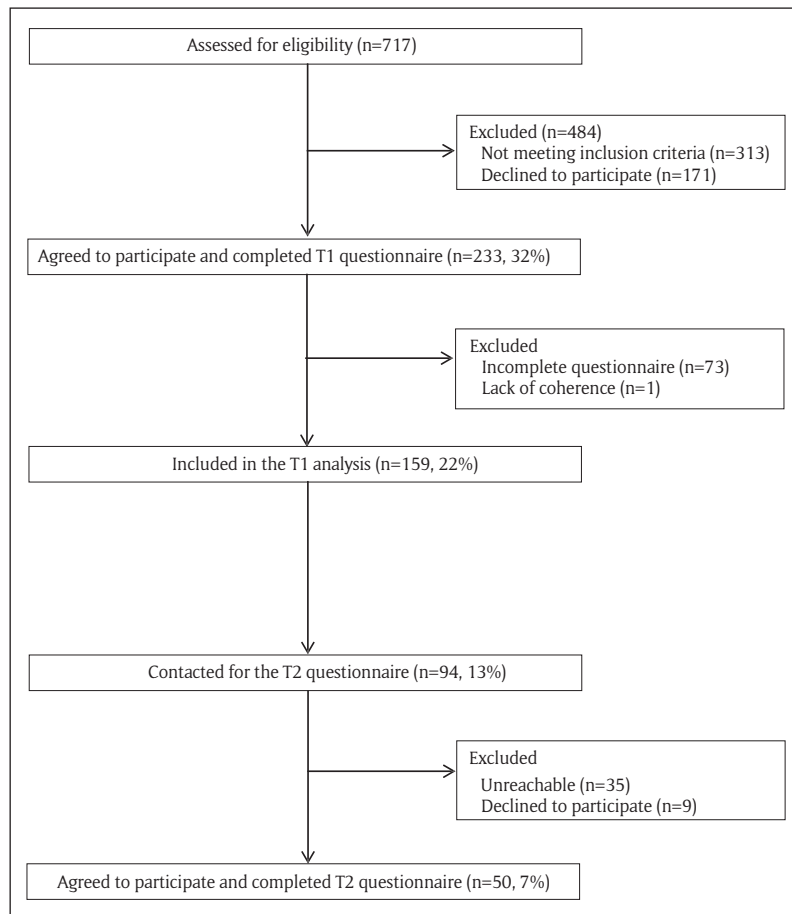 Assessed for eligibility (n=717)
Excluded (n=484)
Not meeting inclusion criteria (n=313)
Declined to participate (n=171)
Agreed to participate and completed T1 questionnaire (n=233, 32%)
Excluded
Incomplete questionnaire (n=73)
Lack of coherence (n=1)
Included in the T1 analysis (n=159, 22%)
Contacted for the T2 questionnaire (n=94, 13%)
Excluded
Unreachable (n=35)
Declined to participate (n=9)
Agreed to participate and completed T2 questionnaire (n=50, 7%)